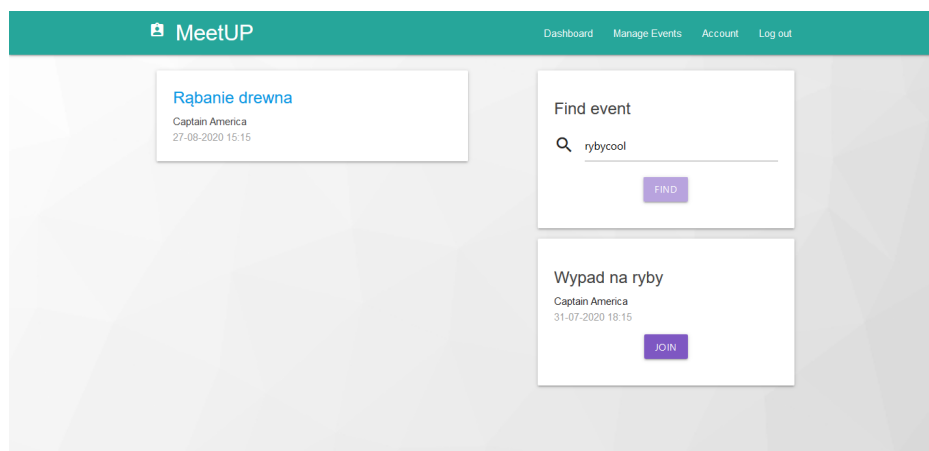 MeetUP
Dashboard Manage Events Account Log out
Rąbanie drewna
Captain America
27-08-2020 15:15
Find event
rybycool
FIND
Wypad na ryby
Captain America
31-07-2020 18:15
JOIN